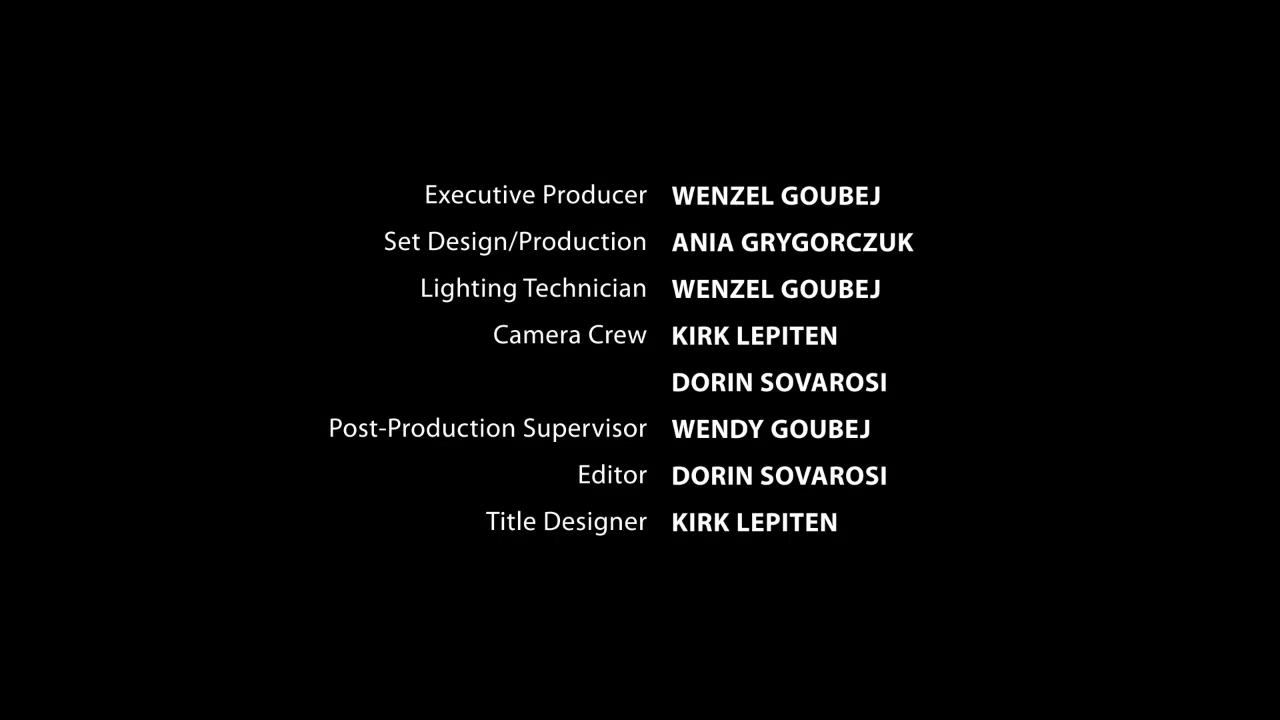 Executive Producer WENZEL GOUBEJ
Set Design/Production ANIA GRYGORCZUK
Lighting Technician WENZEL GOUBEJ
Camera Crew KIRK LEPITEN
DORIN SOVAROSI
Post-Production Supervisor WENDY GOUBEJ
Editor DORIN SOVAROSI
Title Designer KIRK LEPITEN